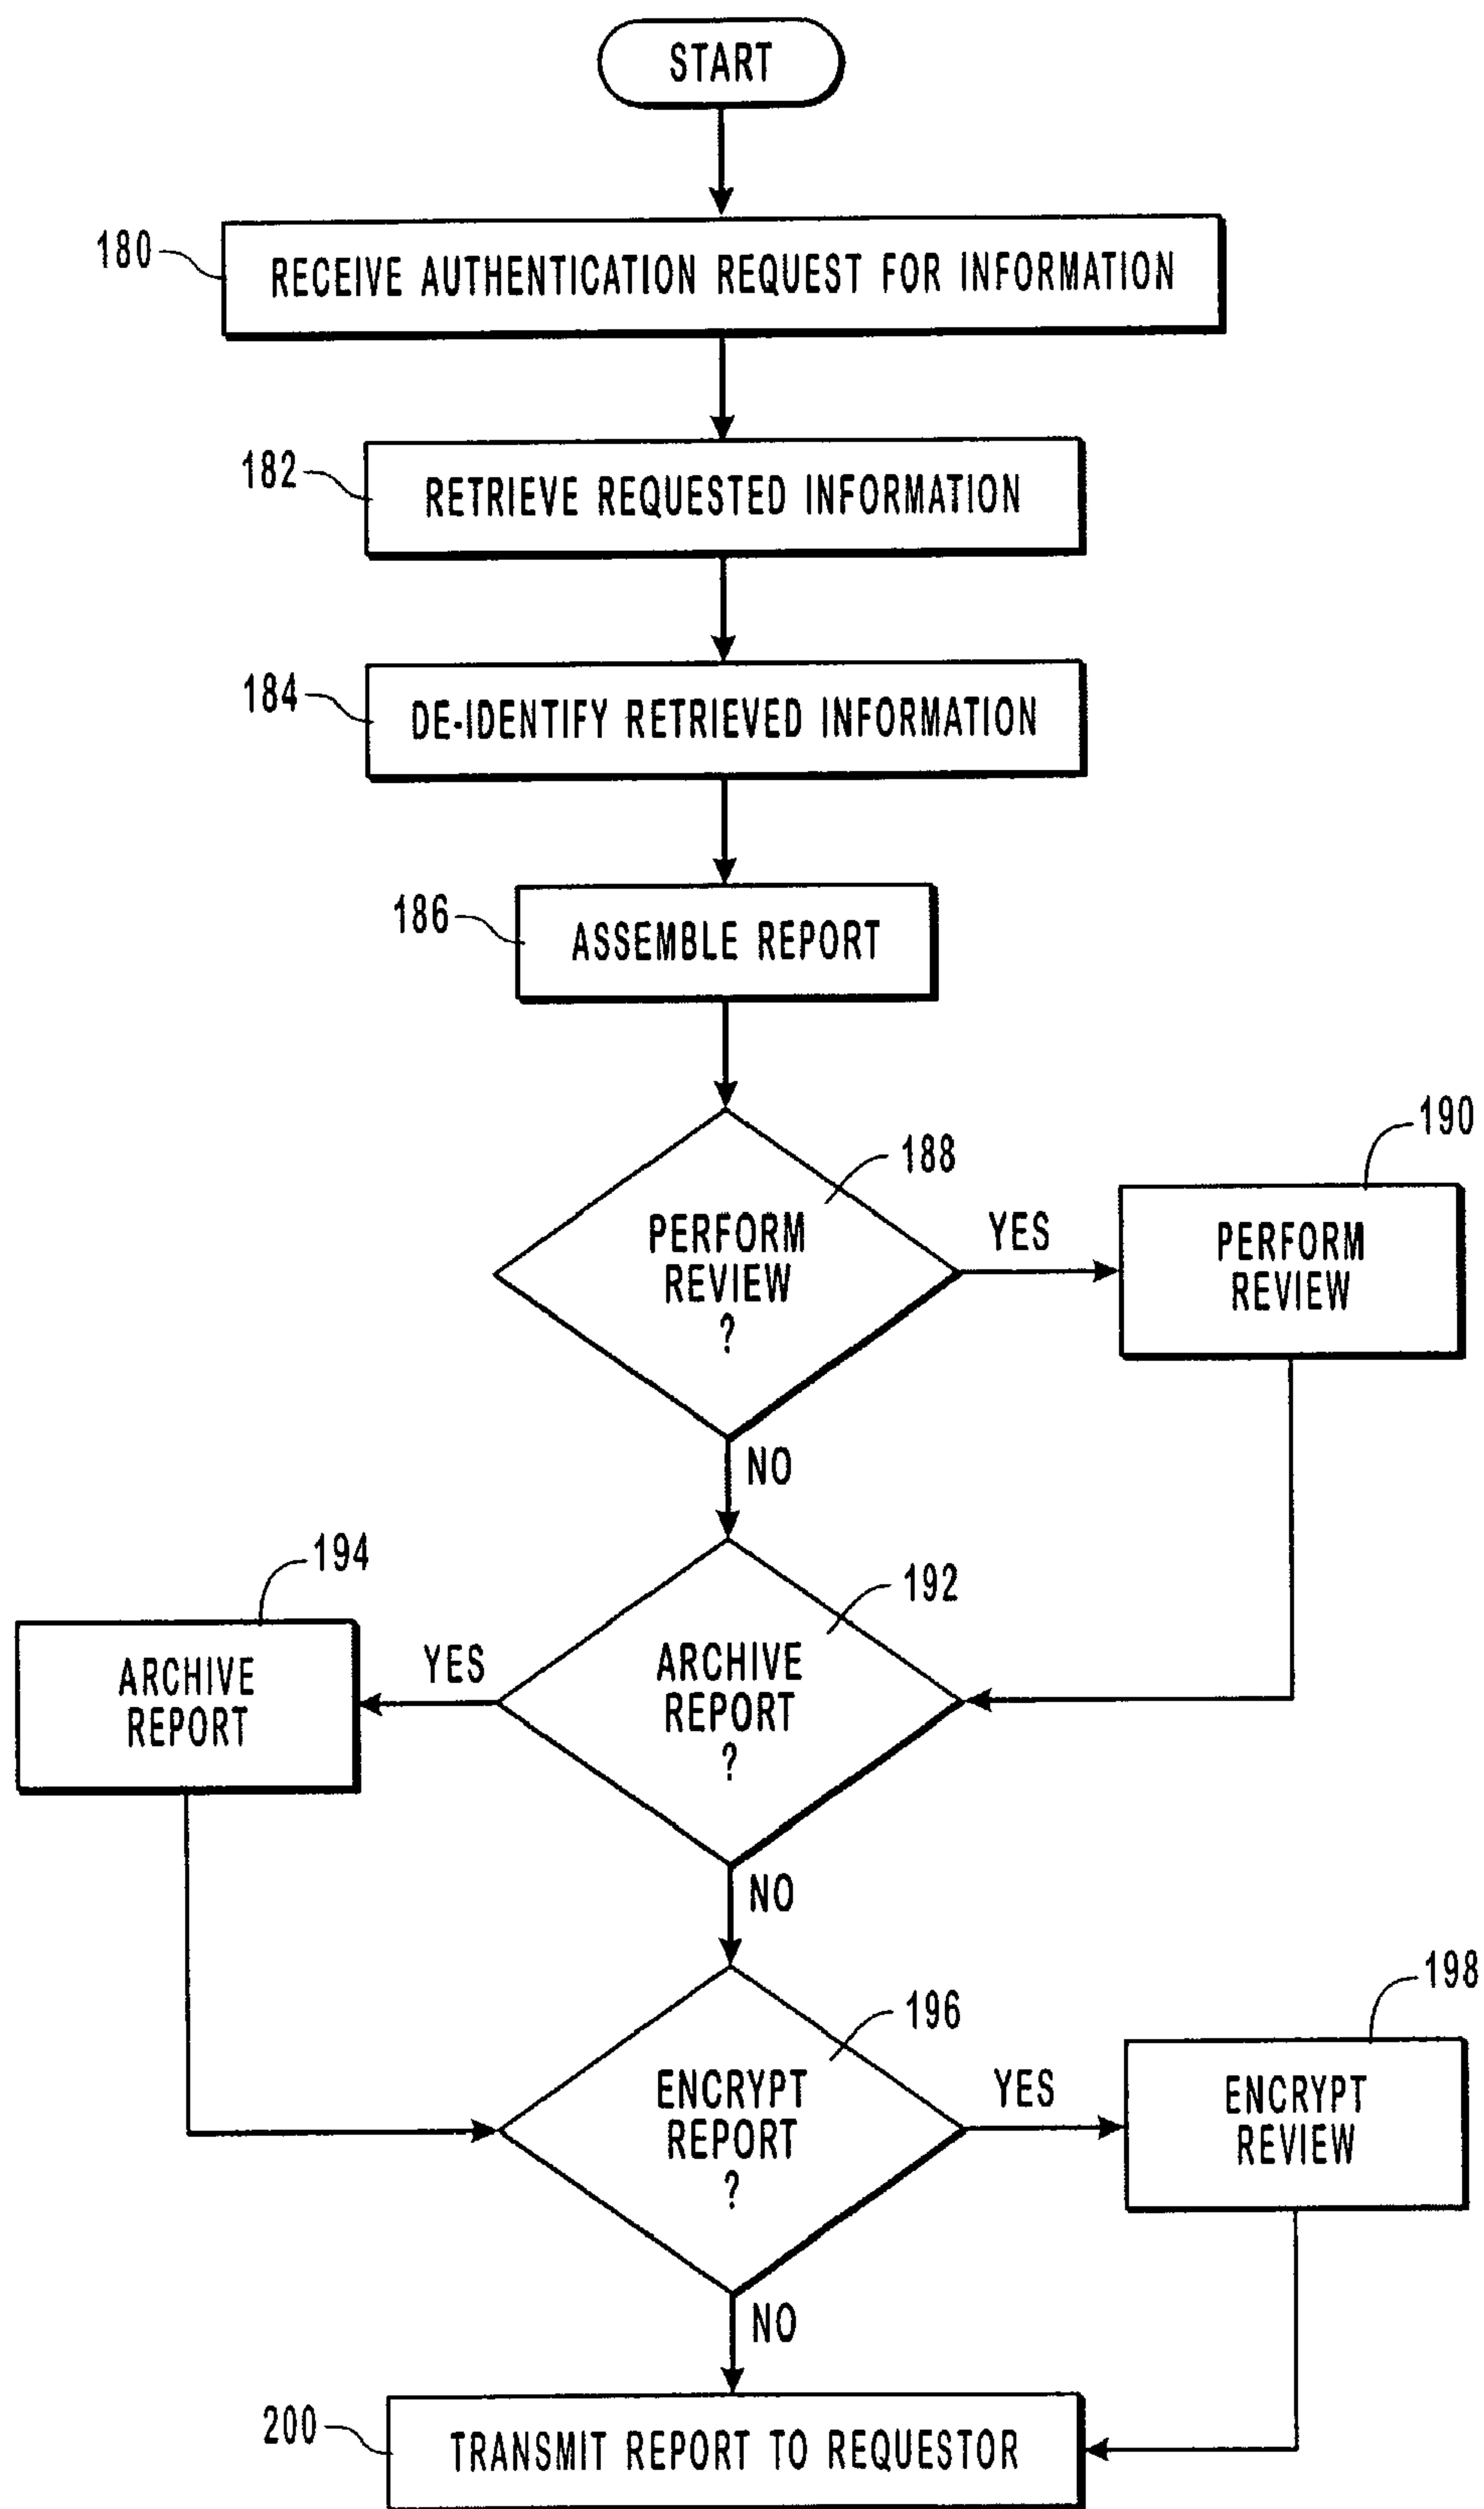 START
180
RECEIVE AUTHENTICATION REQUEST FOR INFORMATION
182
RETRIEVE REQUESTED INFORMATION
184
DE-IDENTIFY RETRIEVED INFORMATION
186
ASSEMBLE REPORT
188
PERFORM
REVIEW
?
YES
190
PERFORM
REVIEW
NO
192
ARCHIVE
REPORT
?
YES
194
ARCHIVE
REPORT
NO
196
ENCRYPT
REPORT
?
YES
198
ENCRYPT
REVIEW
NO
200
TRANSMIT REPORT TO REQUESTOR